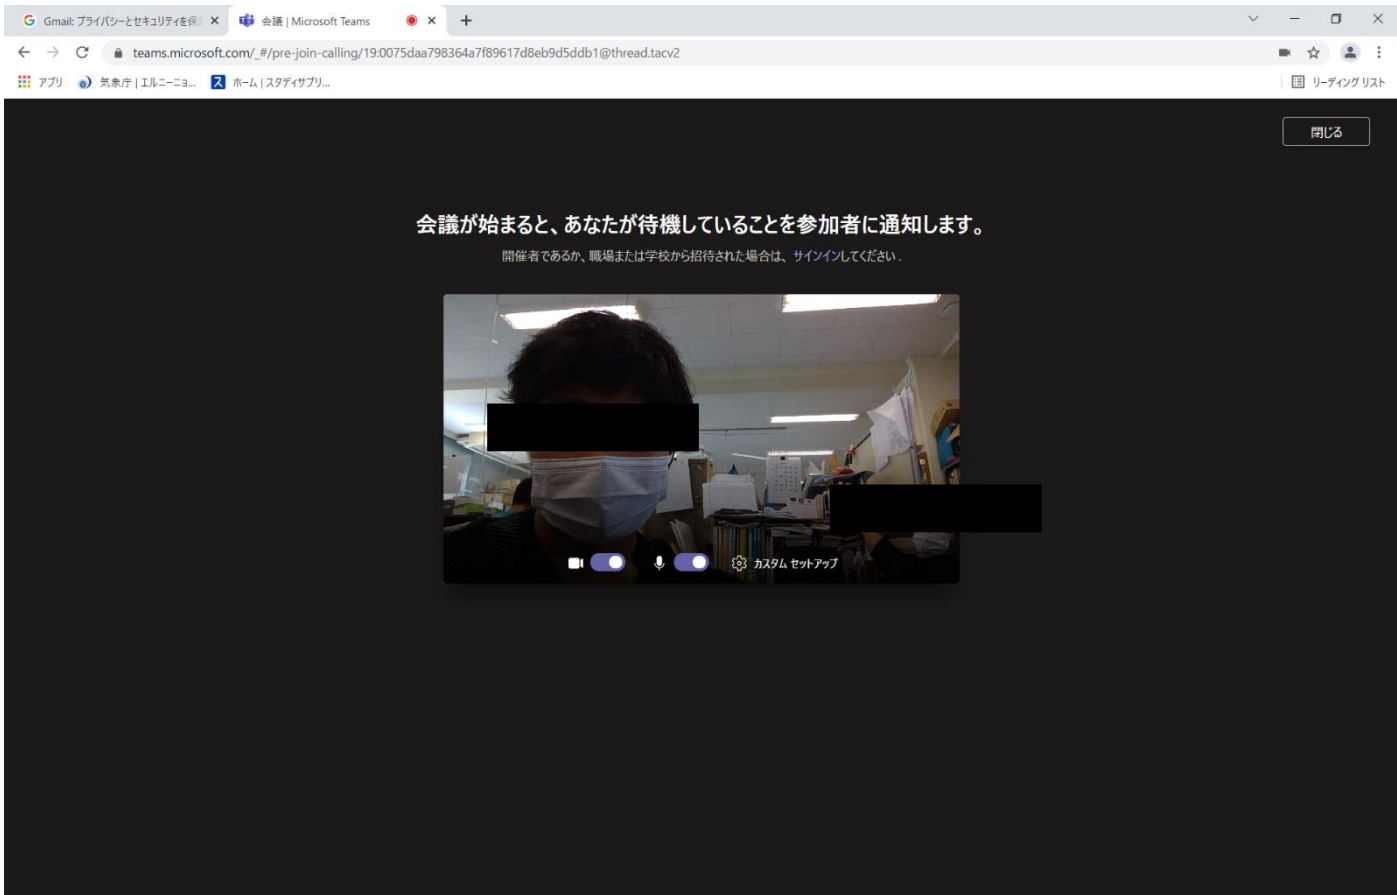 Gmail: プライバシーとセキュリティを保
会議 | Microsoft Teams
teams.microsoft.com/_#/pre-join-calling/19:0075daa798364a7f89617d8eb9d5ddb1@thread.tacv2
アプリ
気象庁 | エルニーニョ...
ホーム | スタディサプリ...
リーディング リスト
閉じる
会議が始まると、あなたが待機していることを参加者に通知します。
開催者であるか、職場または学校から招待された場合は、サインインしてください.
カスタム セットアップ